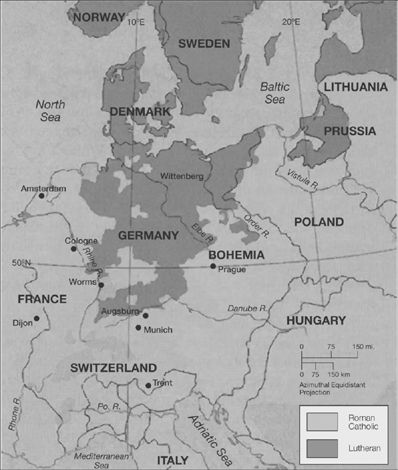 NORWAY
10°E
20°E
SWEDEN
Baltic
Sea
LITHUANIA
North
Sea
DENMARK
PRUSSIA
Wittenberg
Vistula R.
Amsterdam
POLAND
Cologne
GERMANY
Elbe R.
Order R.
Rhine R.
BOHEMIA
50°N
Prague
Worms
FRANCE
Augsburg
Danube R.
HUNGARY
Dijon
Munich
0 75 150 mi.
0 75 150 km
Azimuthal Equidistant
Projection
SWITZERLAND
Trent
Rhone R.
Po. R.
Adriatic Sea
Mediterranean
Sea
ITALY
Roman
Catholic
Lutheran